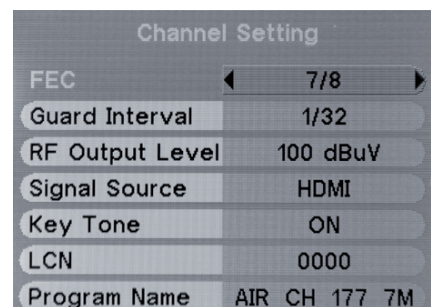 Channel Setting
FEC 7/8
Guard Interval 1/32
RF Output Level 100 dBuV
Signal Source HDMI
Key Tone ON
LCN 0000
Program Name AIR CH 177 7M